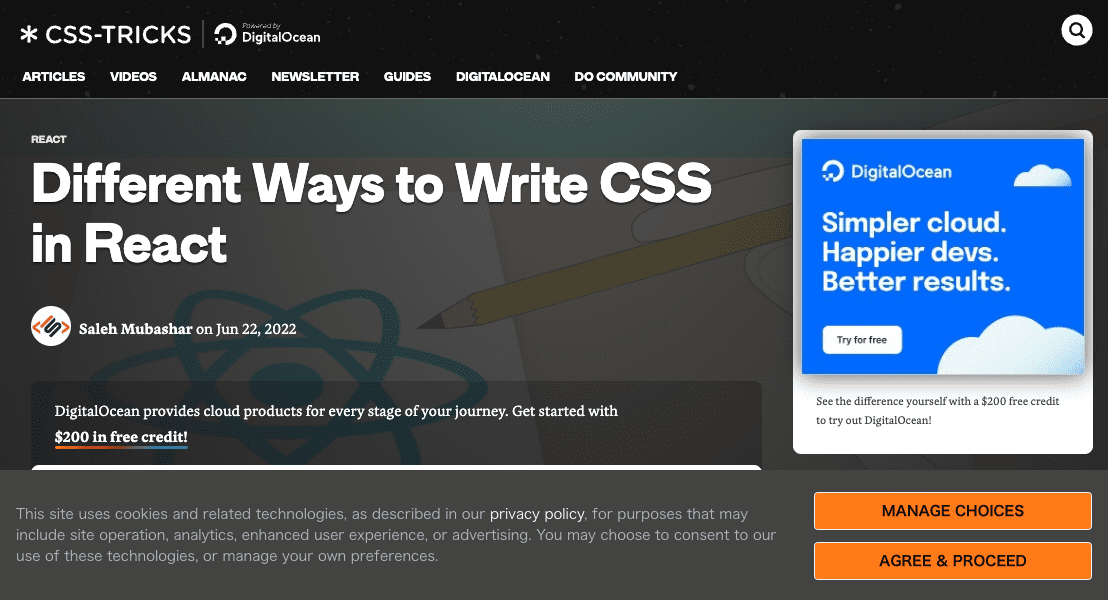 CSS-TRICKS
Powered by
DigitalOcean
ARTICLES VIDEOS ALMANAC NEWSLETTER GUIDES DIGITALOCEAN DO COMMUNITY
REACT
Different Ways to Write CSS
in React
Saleh Mubashar on Jun 22, 2022
DigitalOcean provides cloud products for every stage of your journey. Get started with
$200 in free credit!
DigitalOcean
Simpler cloud.
Happier devs.
Better results.
Try for free
See the difference yourself with a $200 free credit
to try out DigitalOcean!
This site uses cookies and related technologies, as described in our privacy policy, for purposes that may
include site operation, analytics, enhanced user experience, or advertising. You may choose to consent to our
use of these technologies, or manage your own preferences.
MANAGE CHOICES
AGREE & PROCEED